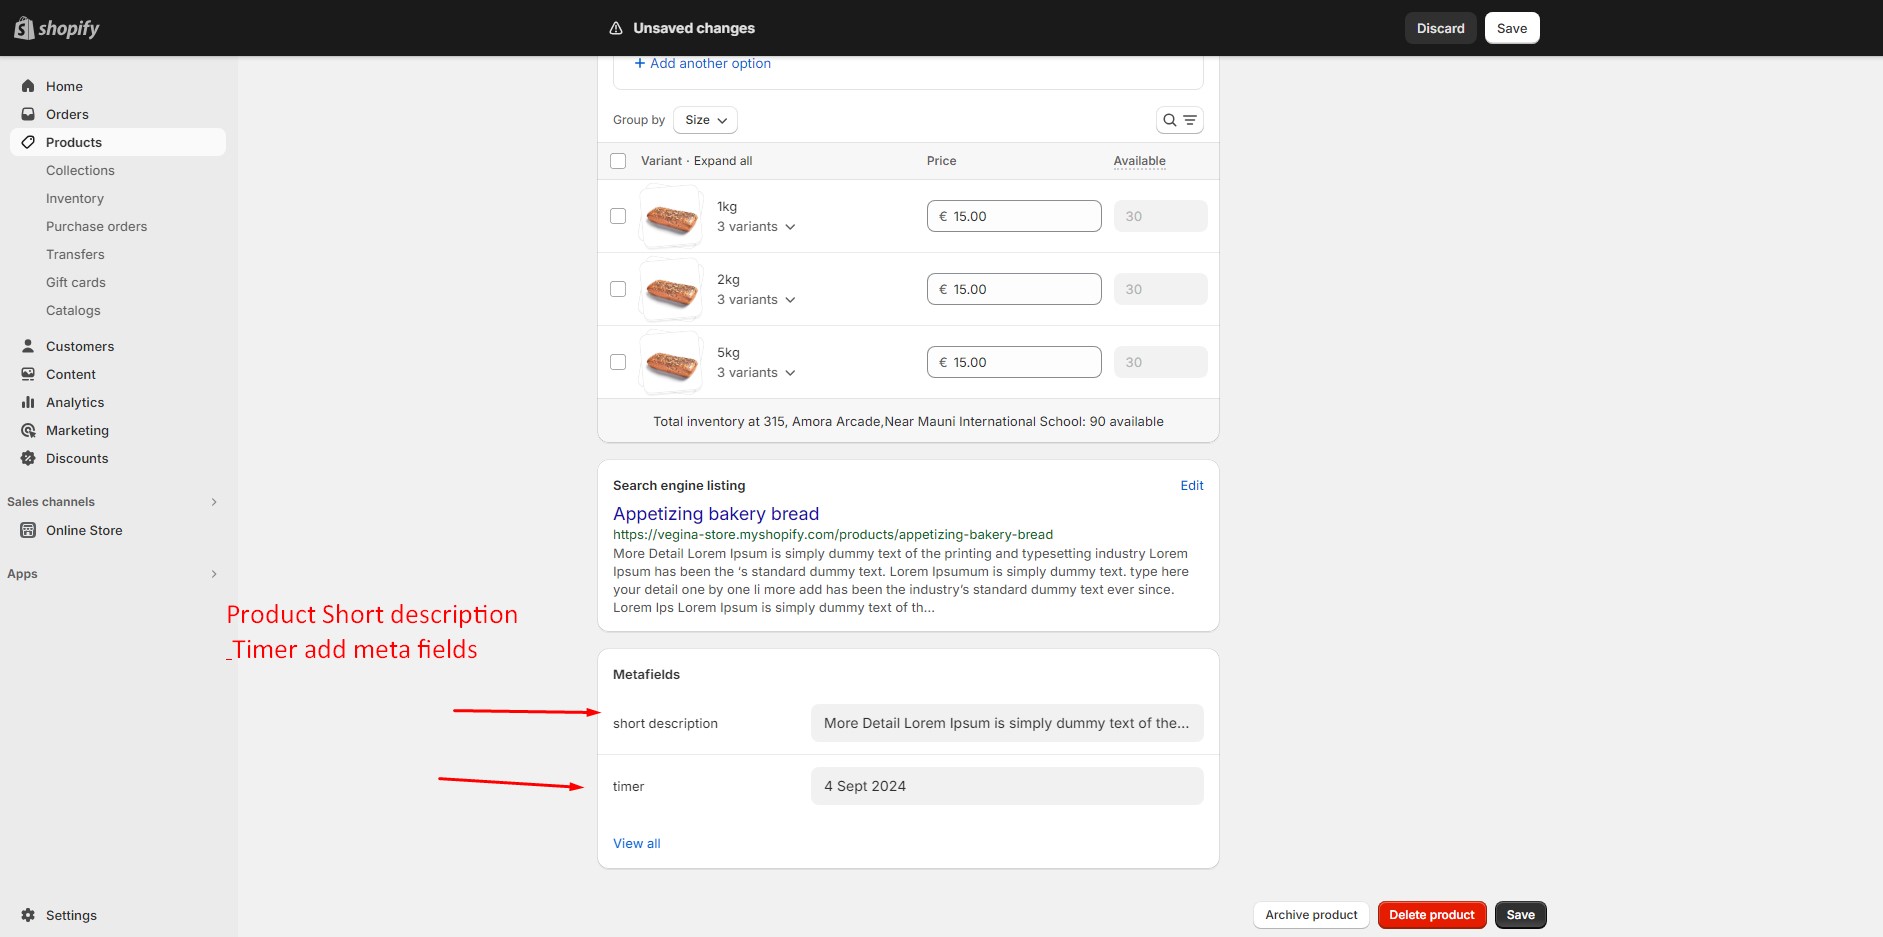 shopify
Unsaved changes
Discard
Save
Home
Orders
Products
Collections
Inventory
Purchase orders
Transfers
Gift cards
Catalogs
Customers
Content
Analytics
Marketing
Discounts
Sales channels
Online Store
Apps
Settings
+ Add another option
Group by Size
Variant · Expand all Price Available
1kg
3 variants
€ 15.00 30
2kg
3 variants
€ 15.00 30
5kg
3 variants
€ 15.00 30
Total inventory at 315, Amora Arcade,Near Mauni International School: 90 available
Search engine listing Edit
Appetizing bakery bread
https://vegina-store.myshopify.com/products/appetizing-bakery-bread
More Detail Lorem Ipsum is simply dummy text of the printing and typesetting industry Lorem
Ipsum has been the ‘s standard dummy text. Lorem Ipsumum is simply dummy text. type here
your detail one by one li more add has been the industry’s standard dummy text ever since.
Lorem Ips Lorem Ipsum is simply dummy text of th...
Product Short description
_Timer add meta fields
Metafields
short description More Detail Lorem Ipsum is simply dummy text of the...
timer 4 Sept 2024
View all
Archive product Delete product Save